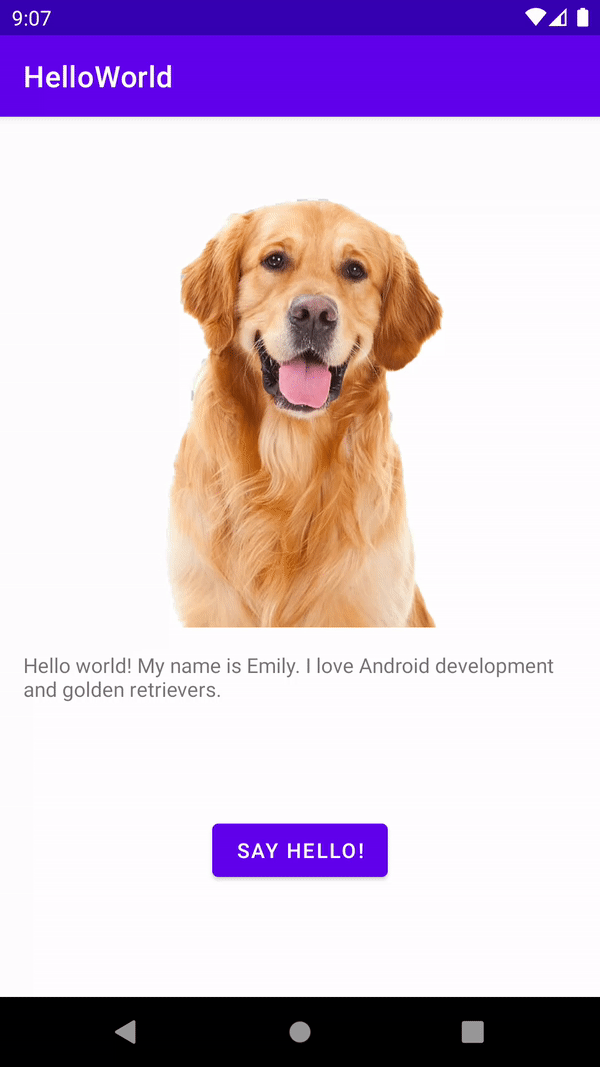 9:07
HelloWorld
Hello world! My name is Emily. I love Android development
and golden retrievers.
SAY HELLO!